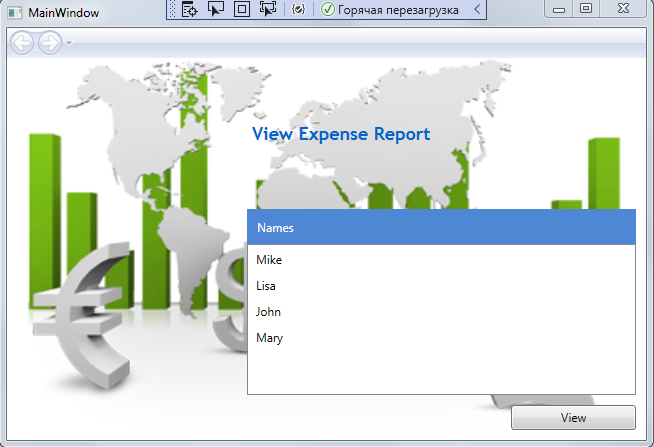 MainWindow
Горячая перезагрузка
View Expense Report
Names
Mike
Lisa
John
Mary
View